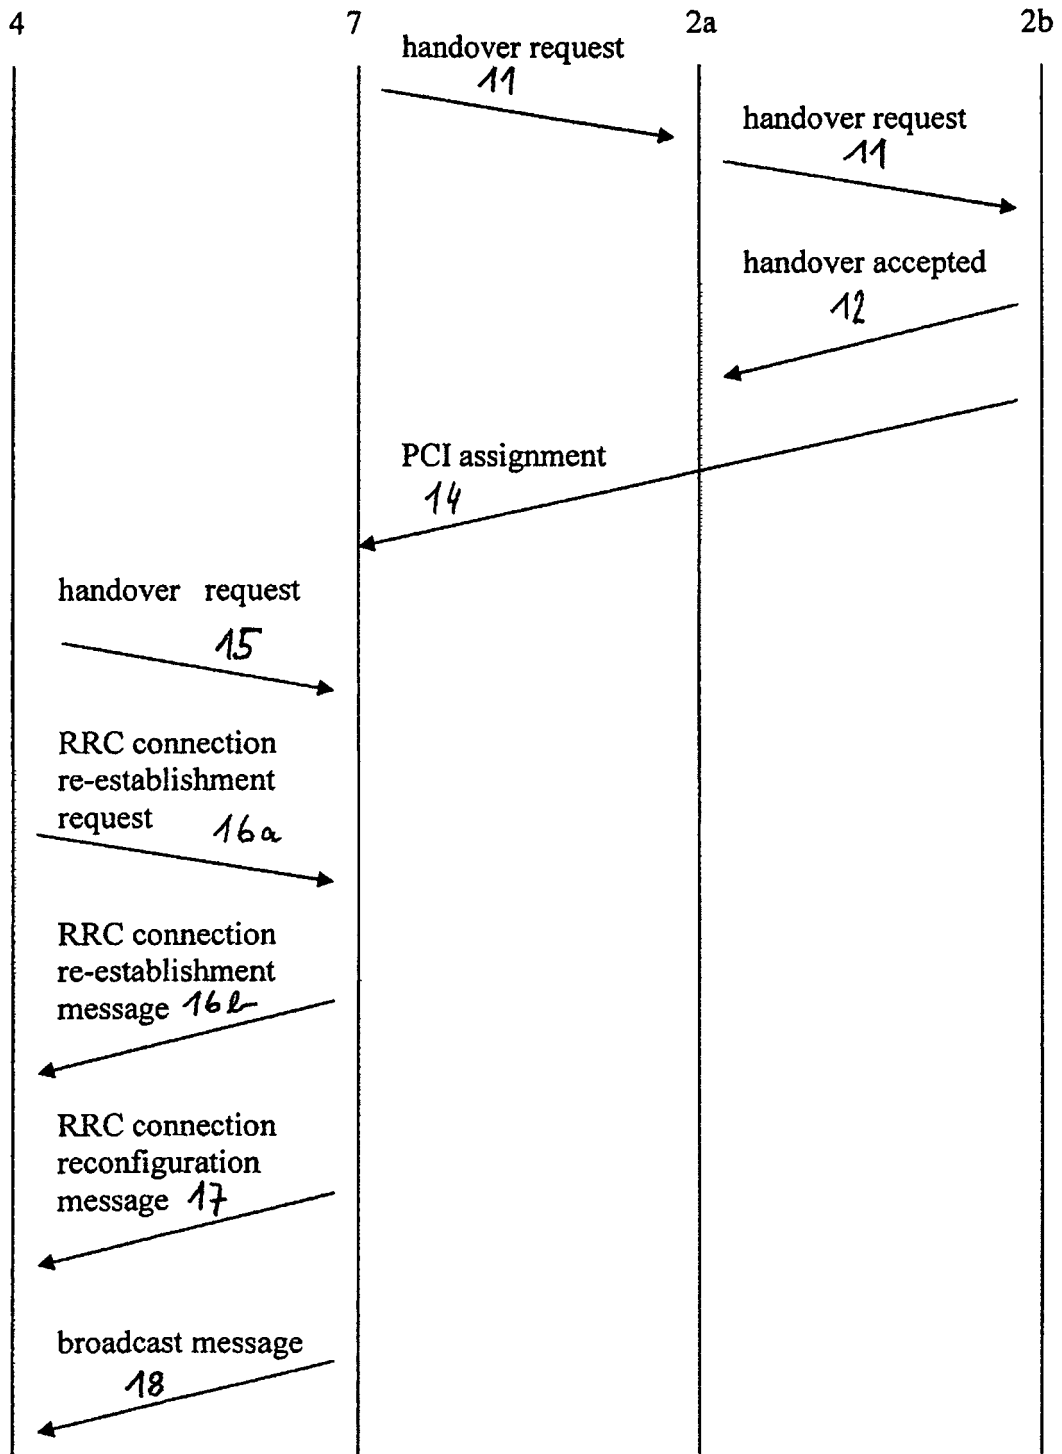 4 7 2a 2b
handover request
11
handover request
11
handover accepted
12
PCI assignment
14
handover request
15
RRC connection
re-establishment
request 16a
RRC connection
re-establishment
message 16b
RRC connection
reconfiguration
message 17
broadcast message
18